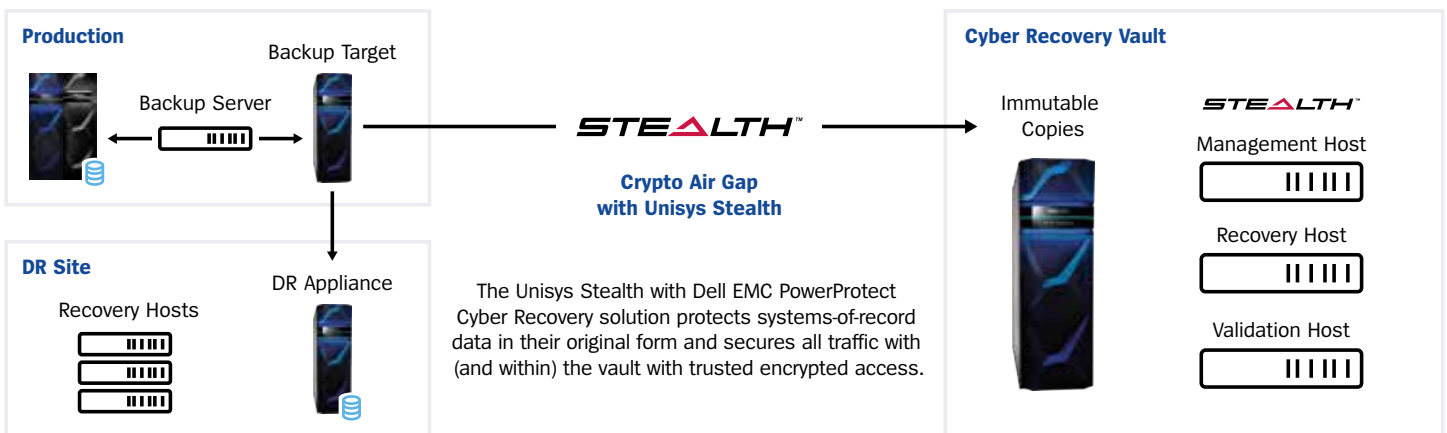 Production
Backup Target
Backup Server
DR Site
DR Appliance
Recovery Hosts
STEALTH™
Crypto Air Gap
with Unisys Stealth
The Unisys Stealth with Dell EMC PowerProtect
Cyber Recovery solution protects systems-of-record
data in their original form and secures all traffic with
(and within) the vault with trusted encrypted access.
Cyber Recovery Vault
Immutable
Copies
STEALTH™
Management Host
Recovery Host
Validation Host